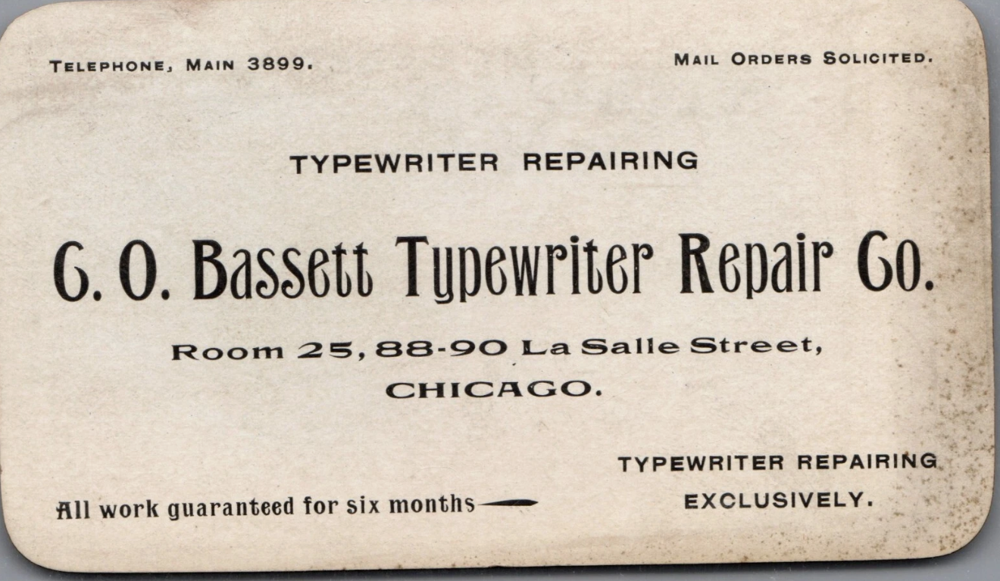 Telephone, Main 3899.
Mail Orders Solicited.
TYPEWRITER REPAIRING
C. O. Bassett Typewriter Repair Co.
Room 25, 88-90 La Salle Street,
CHICAGO.
TYPEWRITER REPAIRING
EXCLUSIVELY.
All work guaranteed for six months